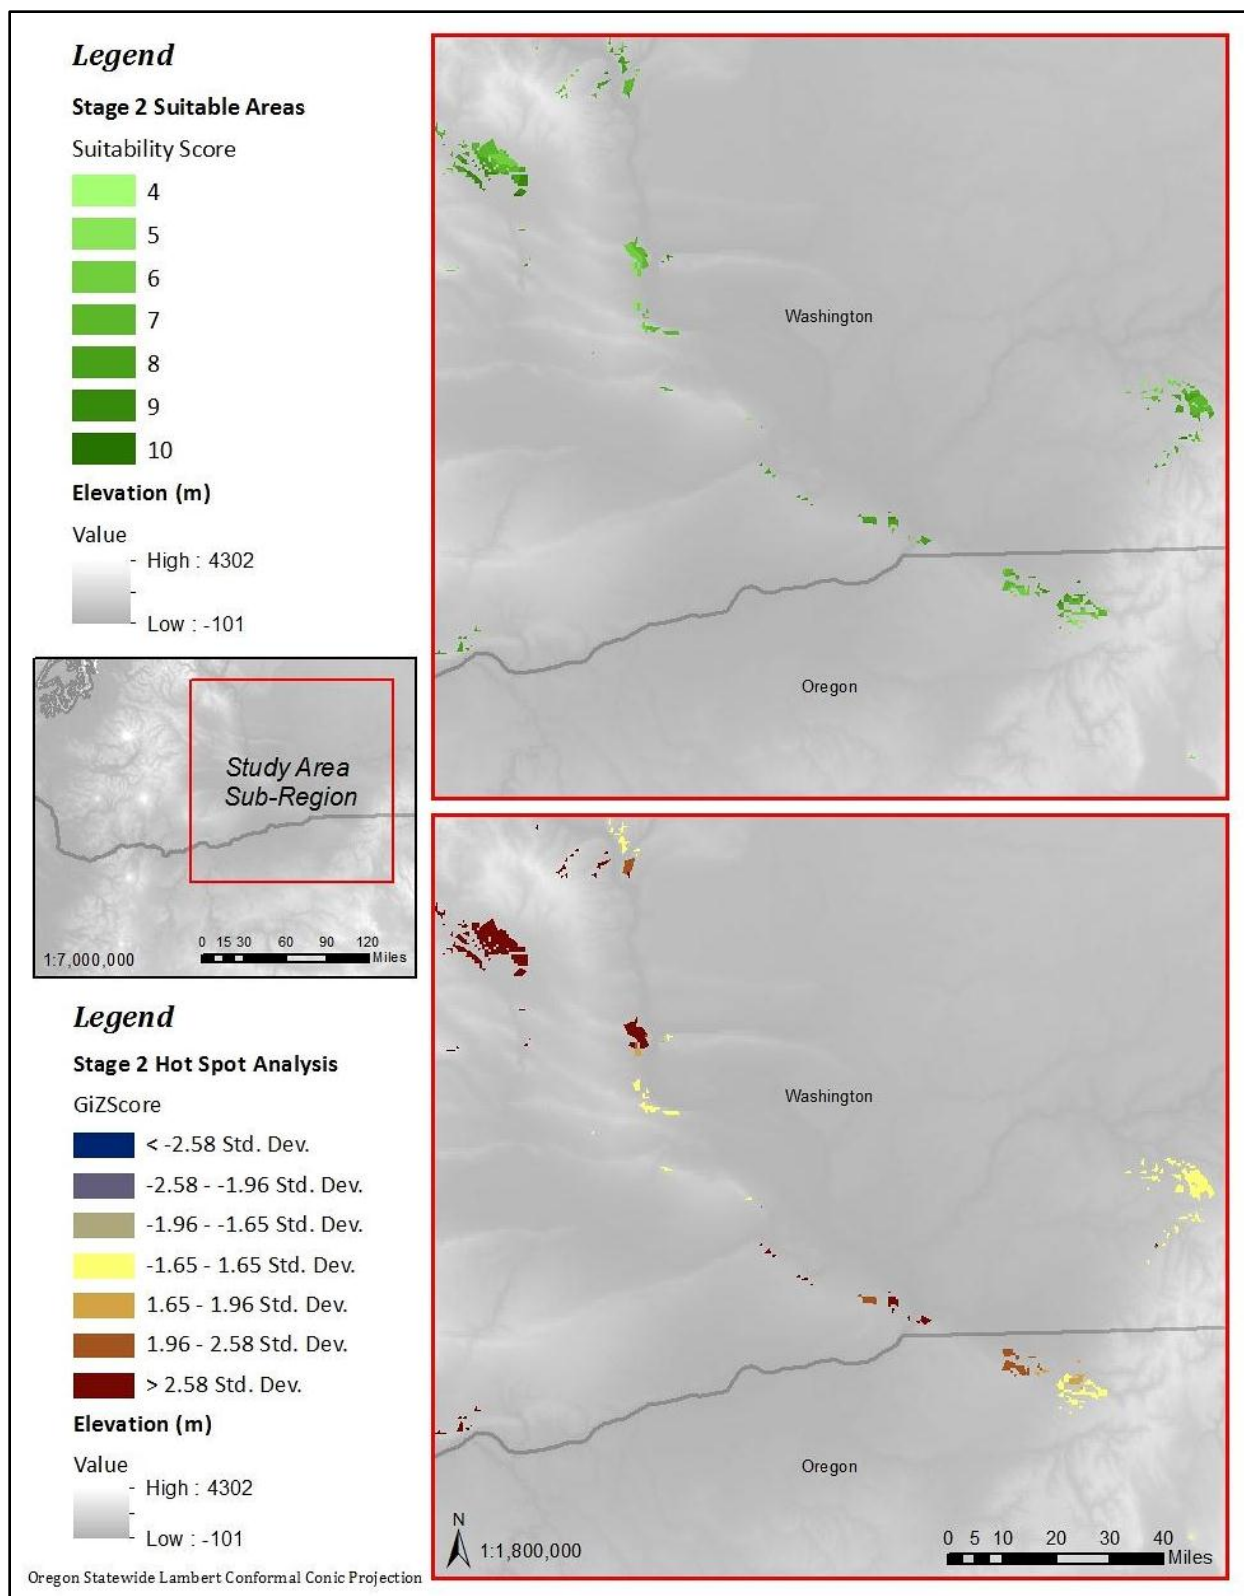 Legend
Stage 2 Suitable Areas
Suitability Score
4
5
6
7
8
9
10
Elevation (m)
Value
High : 4302
Low : -101
Washington
Oregon
Study Area
Sub-Region
1:7,000,000
0 15 30 60 90 120
Miles
Legend
Stage 2 Hot Spot Analysis
GiZScore
< -2.58 Std. Dev.
-2.58 - -1.96 Std. Dev.
-1.96 - -1.65 Std. Dev.
-1.65 - 1.65 Std. Dev.
1.65 - 1.96 Std. Dev.
1.96 - 2.58 Std. Dev.
> 2.58 Std. Dev.
Elevation (m)
Value
High : 4302
Low : -101
Washington
Oregon
N
1:1,800,000
0 5 10 20 30 40
Miles
Oregon Statewide Lambert Conformal Conic Projection